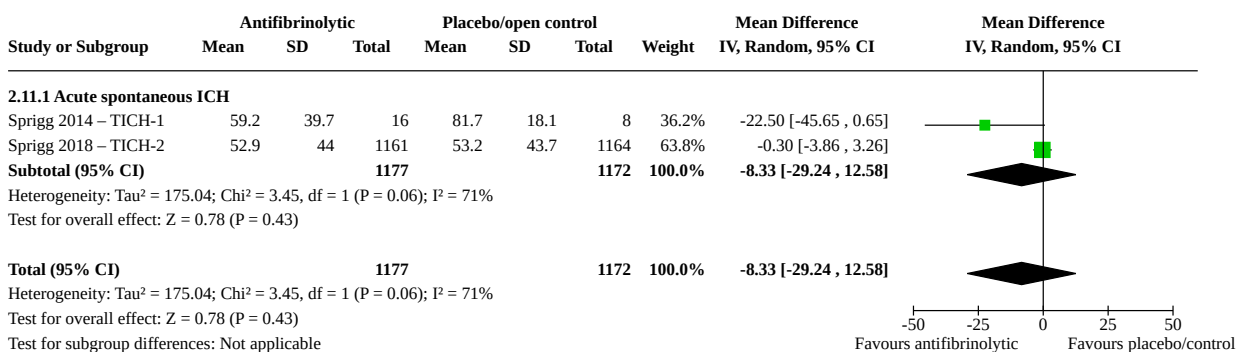 Antifibrinolytic Placebo/open control Mean Difference Mean Difference
Study or Subgroup Mean SD Total Mean SD Total Weight IV, Random, 95% CI IV, Random, 95% CI
2.11.1 Acute spontaneous ICH
Sprigg 2014 – TICH-1 59.2 39.7 16 81.7 18.1 8 36.2% -22.50 [-45.65 , 0.65]
Sprigg 2018 – TICH-2 52.9 44 1161 53.2 43.7 1164 63.8% -0.30 [-3.86 , 3.26]
Subtotal (95% CI) 1177 1172 100.0% -8.33 [-29.24 , 12.58]
Heterogeneity: Tau² = 175.04; Chi² = 3.45, df = 1 (P = 0.06); I² = 71%
Test for overall effect: Z = 0.78 (P = 0.43)
Total (95% CI) 1177 1172 100.0% -8.33 [-29.24 , 12.58]
Heterogeneity: Tau² = 175.04; Chi² = 3.45, df = 1 (P = 0.06); I² = 71%
Test for overall effect: Z = 0.78 (P = 0.43)
-50 -25 0 25 50
Test for subgroup differences: Not applicable Favours antifibrinolytic Favours placebo/control